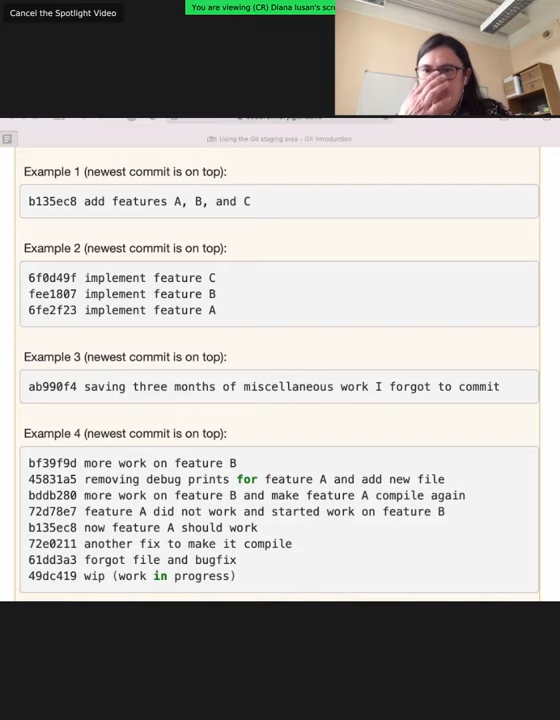 Cancel the Spotlight Video
You are viewing (CR) Diana Iusan's scre
Using the Git staging area – Git introduction
Example 1 (newest commit is on top):
b135ec8 add features A, B, and C
Example 2 (newest commit is on top):
6f0d49f implement feature C
fee1807 implement feature B
6fe2f23 implement feature A
Example 3 (newest commit is on top):
ab990f4 saving three months of miscellaneous work I forgot to commit
Example 4 (newest commit is on top):
bf39f9d more work on feature B
45831a5 removing debug prints for feature A and add new file
bddb280 more work on feature B and make feature A compile again
72d78e7 feature A did not work and started work on feature B
b135ec8 now feature A should work
72e0211 another fix to make it compile
61dd3a3 forgot file and bugfix
49dc419 wip (work in progress)